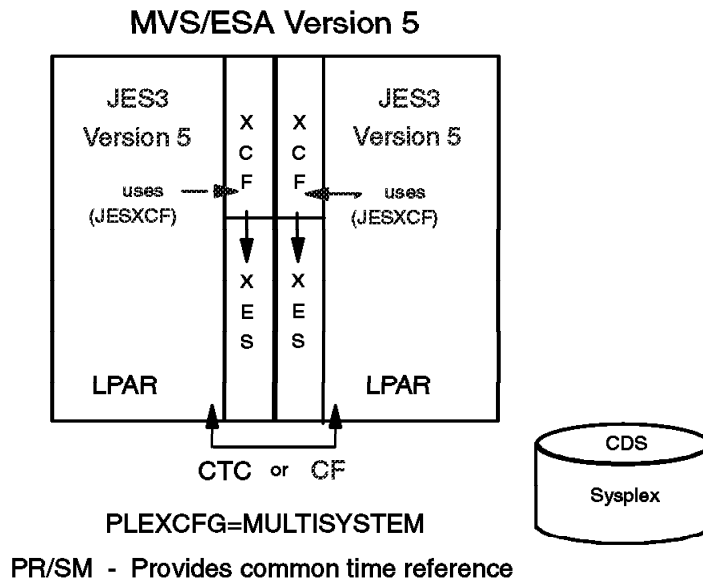 MVS/ESA Version 5
JES3
Version 5
X
C
F
X
C
F
JES3
Version 5
uses
(JESXCF)
uses
(JESXCF)
X
E
S
X
E
S
LPAR
LPAR
CTC or CF
CDS
Sysplex
PLEXCFG=MULTISYSTEM
PR/SM - Provides common time reference